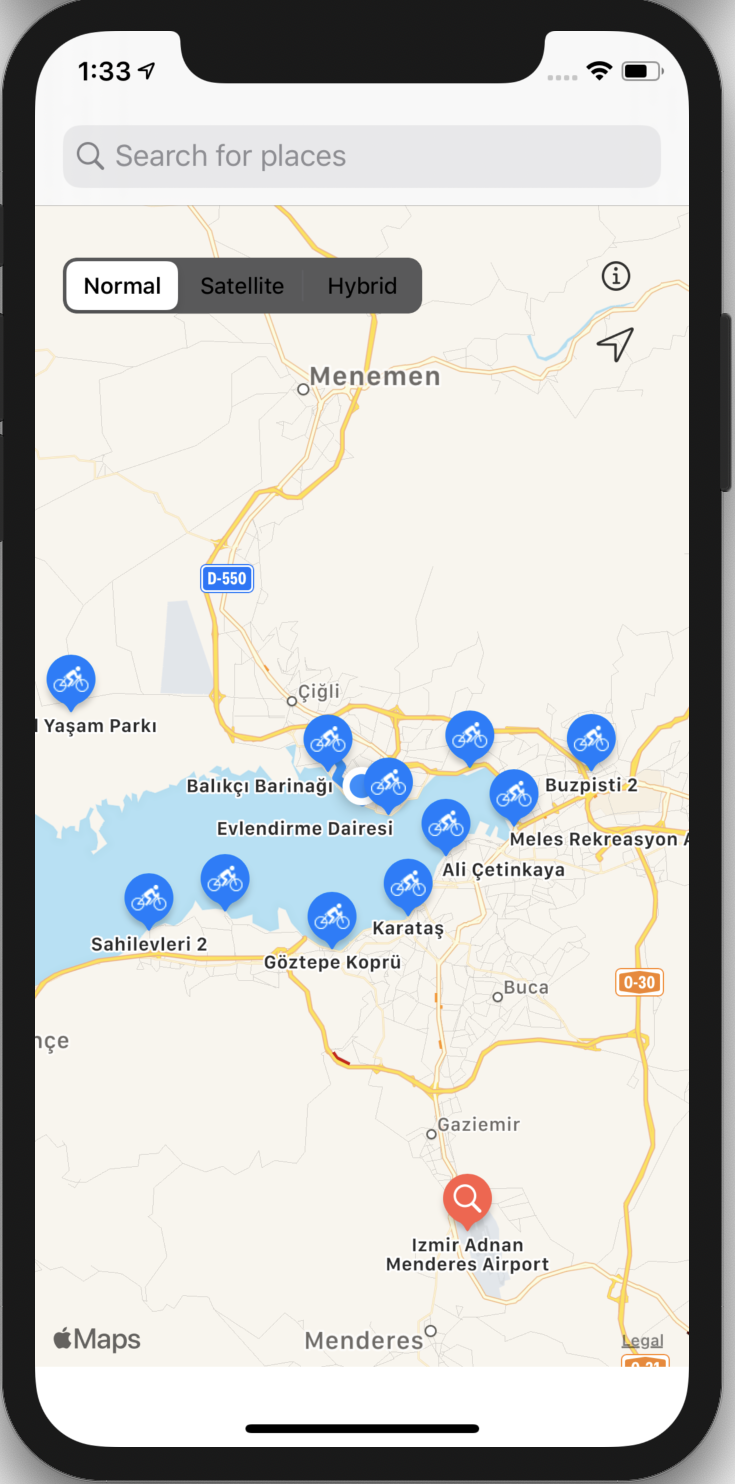 1:33
Search for places
Normal Satellite Hybrid
Menemen
D-550
Çiğli
l Yaşam Parkı
Balıkçı Barinağı
Buzpisti 2
Evlendirme Dairesi
Meles Rekreasyon A
Ali Çetinkaya
Karataş
Sahilevleri 2
Göztepe Koprü
O-30
Buca
nçe
Gaziemir
Izmir Adnan
Menderes Airport
Maps
Menderes
Legal
O-31